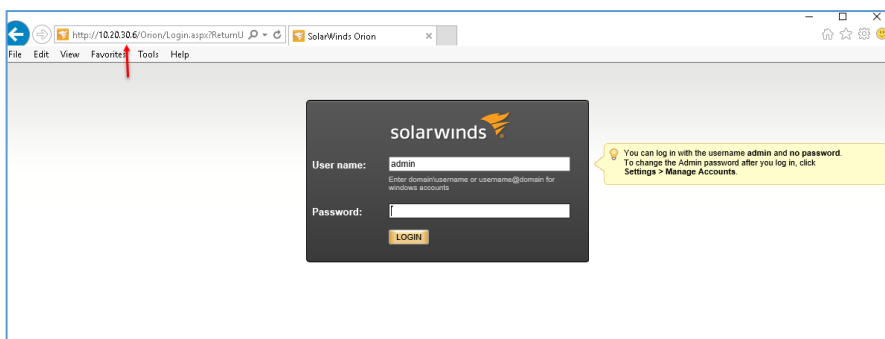 http://10.20.30.6/Orion/Login.aspx?ReturnU
SolarWinds Orion
File Edit View Favorites Tools Help
solarwinds
User name:
admin
Enter domain\username or username@domain for
windows accounts
Password:
LOGIN
You can log in with the username admin and no password.
To change the Admin password after you log in, click
Settings > Manage Accounts.